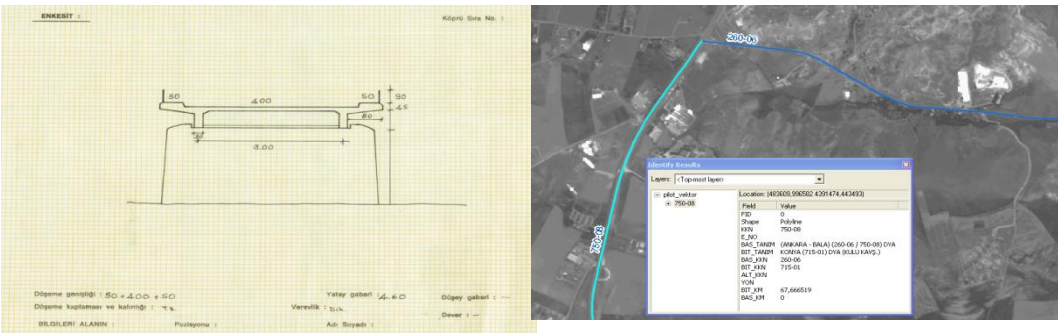 ENKESİT :
Köprü Sıra No. :
50
400
50
90
45
80
300
Döşeme genişliği : 50+400+50
Yatay gabari : 4.60
Düşey gabari : —
Döşeme kaplaması ve kalınlığı :
Verevlik : Dik.
Dever : —
BİLGİLERİ ALANIN :
Pozisyonu :
Adı Soyadı :
260-06
750-08
Identify Results
Layers: <Top-most layer>
pilot_vektor
750-08
Location: (483609,996582 4391474,443493)
Field Value
FID 0
Shape Polyline
KKN 750-08
E_NO
BAS_TANIM (ANKARA - BALA) (260-06 / 750-08) DYA
BIT_TANIM KONYA (715-01) DYA (KULU KAVŞ.)
BAS_KKN 260-06
BIT_KKN 715-01
ALT_KKN
YON
BIT_KM 67,666519
BAS_KM 0